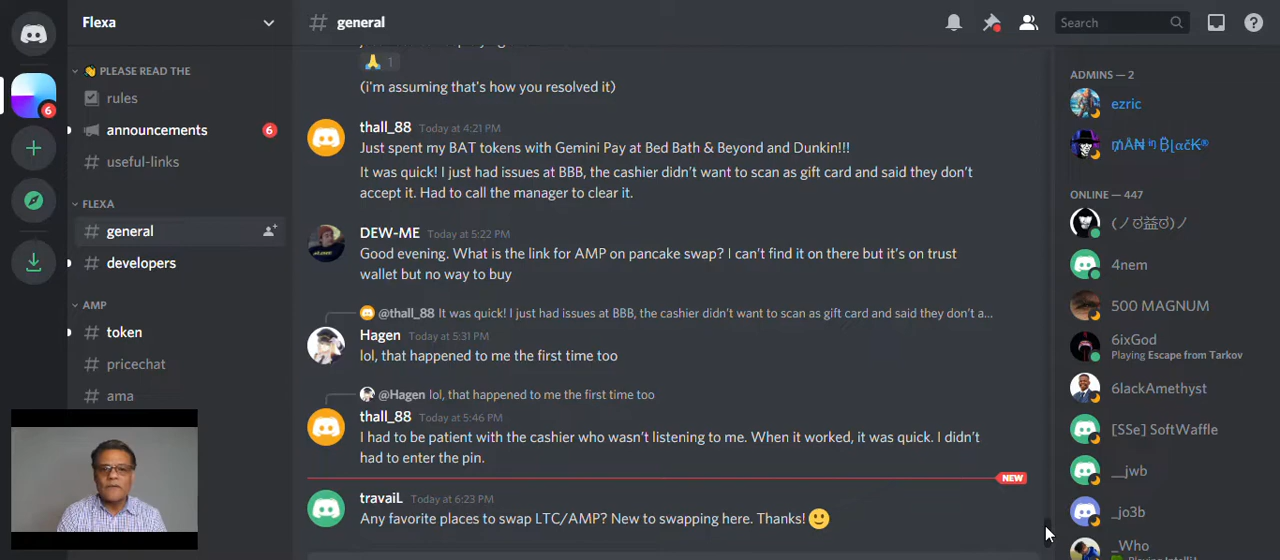 Flexa
general
Search
👋 PLEASE READ THE
rules
announcements
6
6
useful-links
FLEXA
general
developers
AMP
token
pricechat
ama
🙏 1
(i'm assuming that's how you resolved it)
thall_88 Today at 4:21 PM
Just spent my BAT tokens with Gemini Pay at Bed Bath & Beyond and Dunkin!!!
It was quick! I just had issues at BBB, the cashier didn't want to scan as gift card and said they don't
accept it. Had to call the manager to clear it.
DEW-ME Today at 5:22 PM
Good evening. What is the link for AMP on pancake swap? I can't find it on there but it's on trust
wallet but no way to buy
@thall_88 It was quick! I just had issues at BBB, the cashier didn't want to scan as gift card and said they don't a...
Hagen Today at 5:31 PM
lol, that happened to me the first time too
@Hagen lol, that happened to me the first time too
thall_88 Today at 5:46 PM
I had to be patient with the cashier who wasn't listening to me. When it worked, it was quick. I didn't
had to enter the pin.
NEW
travaiL Today at 6:23 PM
Any favorite places to swap LTC/AMP? New to swapping here. Thanks! 🙂
ADMINS — 2
ezric
ONLINE — 447
(ノಠ益ಠ)ノ
4nem
500 MAGNUM
6ixGod
Playing Escape from Tarkov
6lackAmethyst
[SSe] SoftWaffle
__jwb
_jo3b
_Who